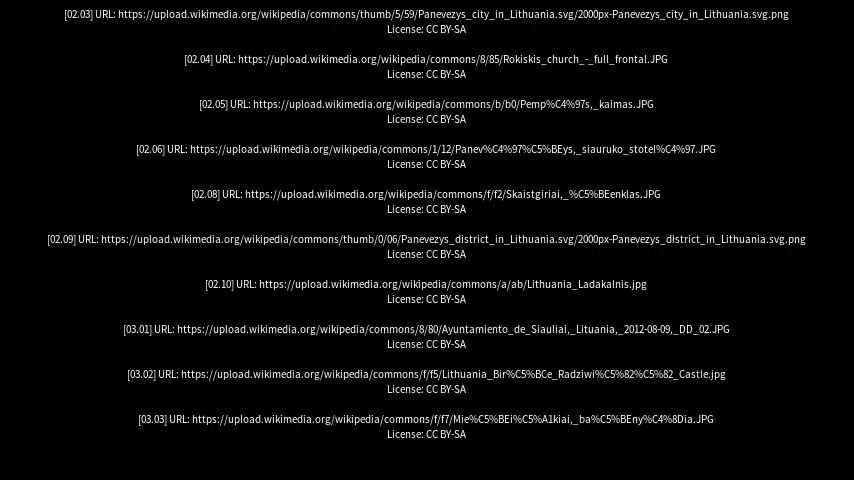 [02.03] URL: https://upload.wikimedia.org/wikipedia/commons/thumb/5/59/Panevezys_city_in_Lithuania.svg/2000px-Panevezys_city_in_Lithuania.svg.png
License: CC BY-SA
[02.04] URL: https://upload.wikimedia.org/wikipedia/commons/8/85/Rokiskis_church_-_full_frontal.JPG
License: CC BY-SA
[02.05] URL: https://upload.wikimedia.org/wikipedia/commons/b/b0/Pemp%C4%97s,_kaimas.JPG
License: CC BY-SA
[02.06] URL: https://upload.wikimedia.org/wikipedia/commons/1/12/Panev%C4%97%C5%BEys,_siauruko_stotel%C4%97.JPG
License: CC BY-SA
[02.08] URL: https://upload.wikimedia.org/wikipedia/commons/f/f2/Skaistgiriai,_%C5%BEenklas.JPG
License: CC BY-SA
[02.09] URL: https://upload.wikimedia.org/wikipedia/commons/thumb/0/06/Panevezys_district_in_Lithuania.svg/2000px-Panevezys_district_in_Lithuania.svg.png
License: CC BY-SA
[02.10] URL: https://upload.wikimedia.org/wikipedia/commons/a/ab/Lithuania_Ladakalnis.jpg
License: CC BY-SA
[03.01] URL: https://upload.wikimedia.org/wikipedia/commons/8/80/Ayuntamiento_de_Siauliai,_Lituania,_2012-08-09,_DD_02.JPG
License: CC BY-SA
[03.02] URL: https://upload.wikimedia.org/wikipedia/commons/f/f5/Lithuania_Bir%C5%BCe_Radziwi%C5%82%C5%82_Castle.jpg
License: CC BY-SA
[03.03] URL: https://upload.wikimedia.org/wikipedia/commons/f/f7/Mie%C5%BEi%C5%A1kiai,_ba%C5%BEny%C4%8Dia.JPG
License: CC BY-SA